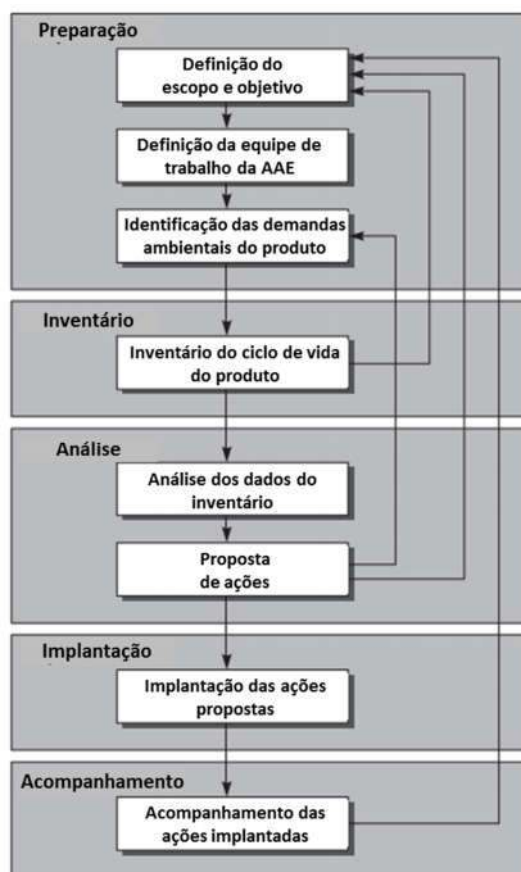 Preparação
Definição do
escopo e objetivo
Definição da equipe de
trabalho da AAE
Identificação das demandas
ambientais do produto
Inventário
Inventário do ciclo de vida
do produto
Análise
Análise dos dados do
inventário
Proposta
de ações
Implantação
Implantação das ações
propostas
Acompanhamento
Acompanhamento das
ações implantadas